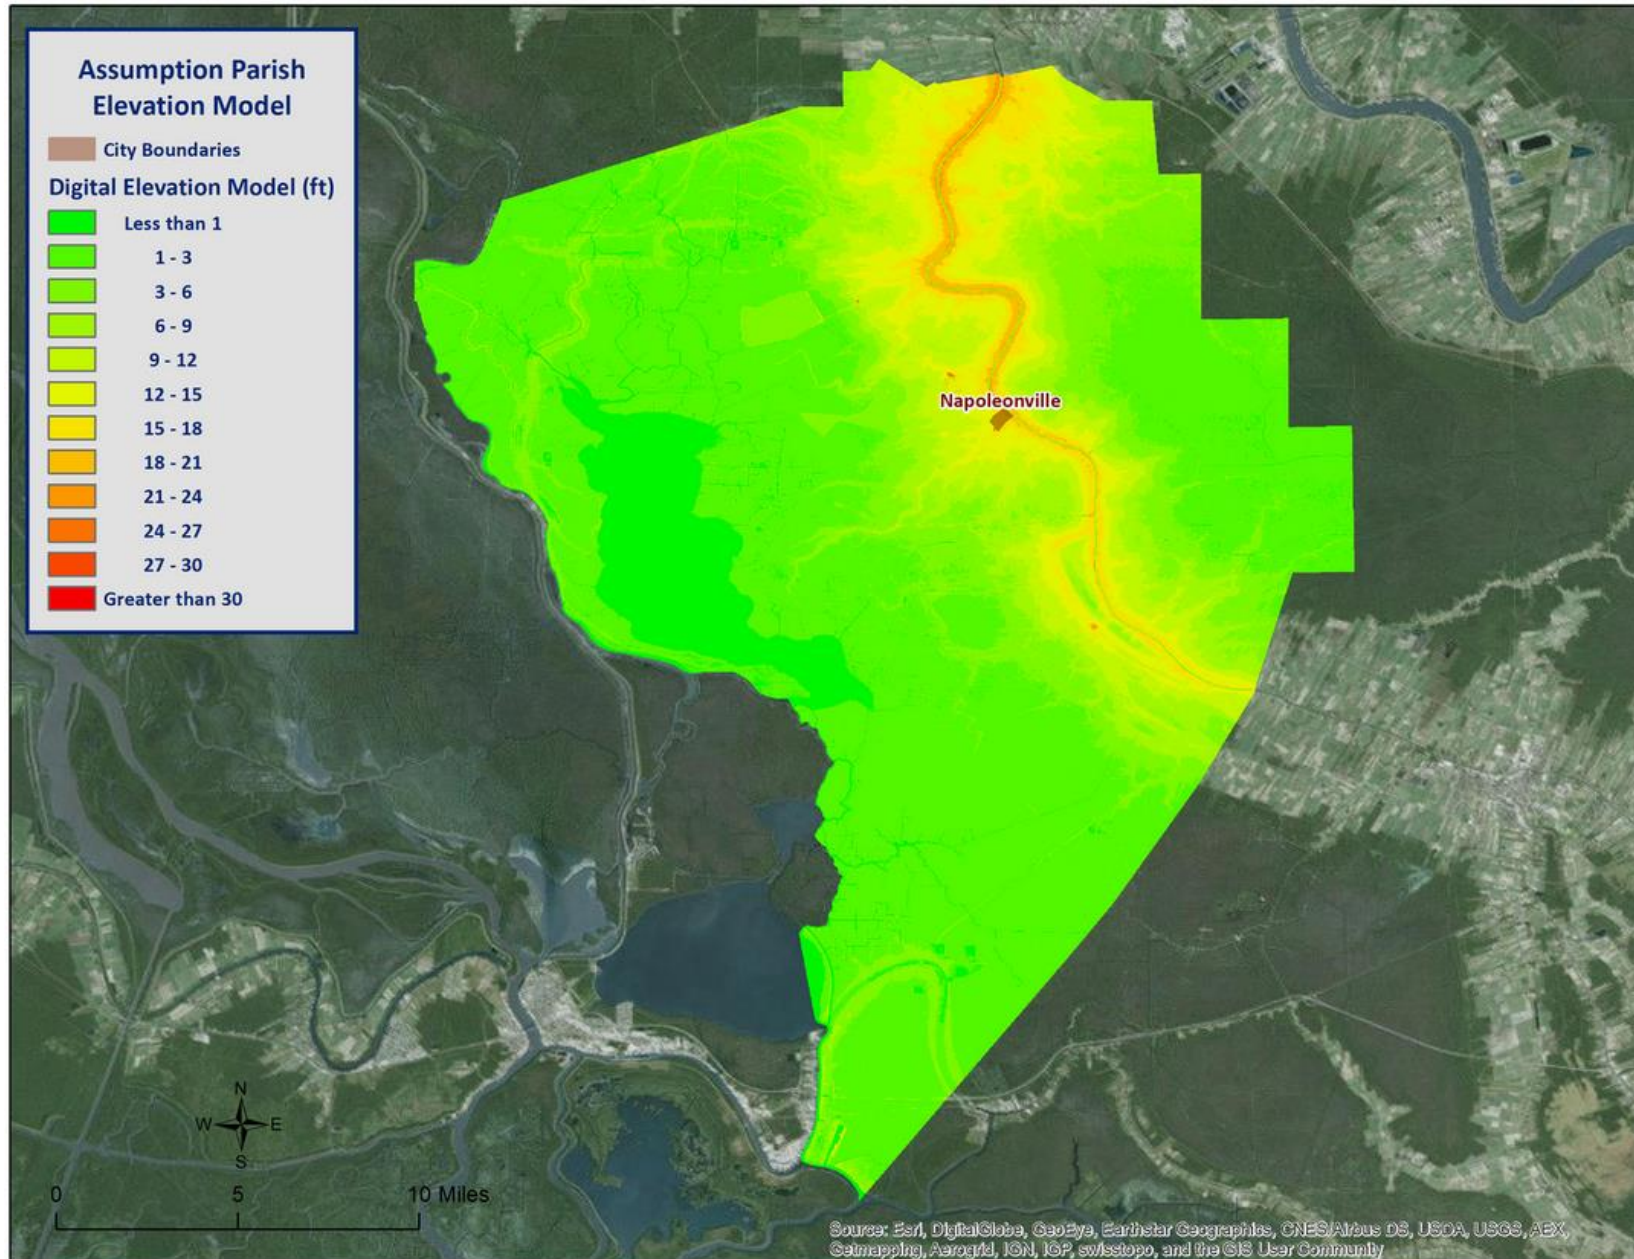 Assumption Parish
Elevation Model
City Boundaries
Digital Elevation Model (ft)
Less than 1
1 - 3
3 - 6
6 - 9
9 - 12
12 - 15
15 - 18
18 - 21
21 - 24
24 - 27
27 - 30
Greater than 30
Napoleonville
N
W E
S
0 5 10 Miles
Source: Esri, DigitalGlobe, GeoEye, Earthstar Geographics, CNES/Airbus DS, USDA, USGS, AEX,
Getmapping, Aerogrid, IGN, IGP, swisstopo, and the GIS User Community